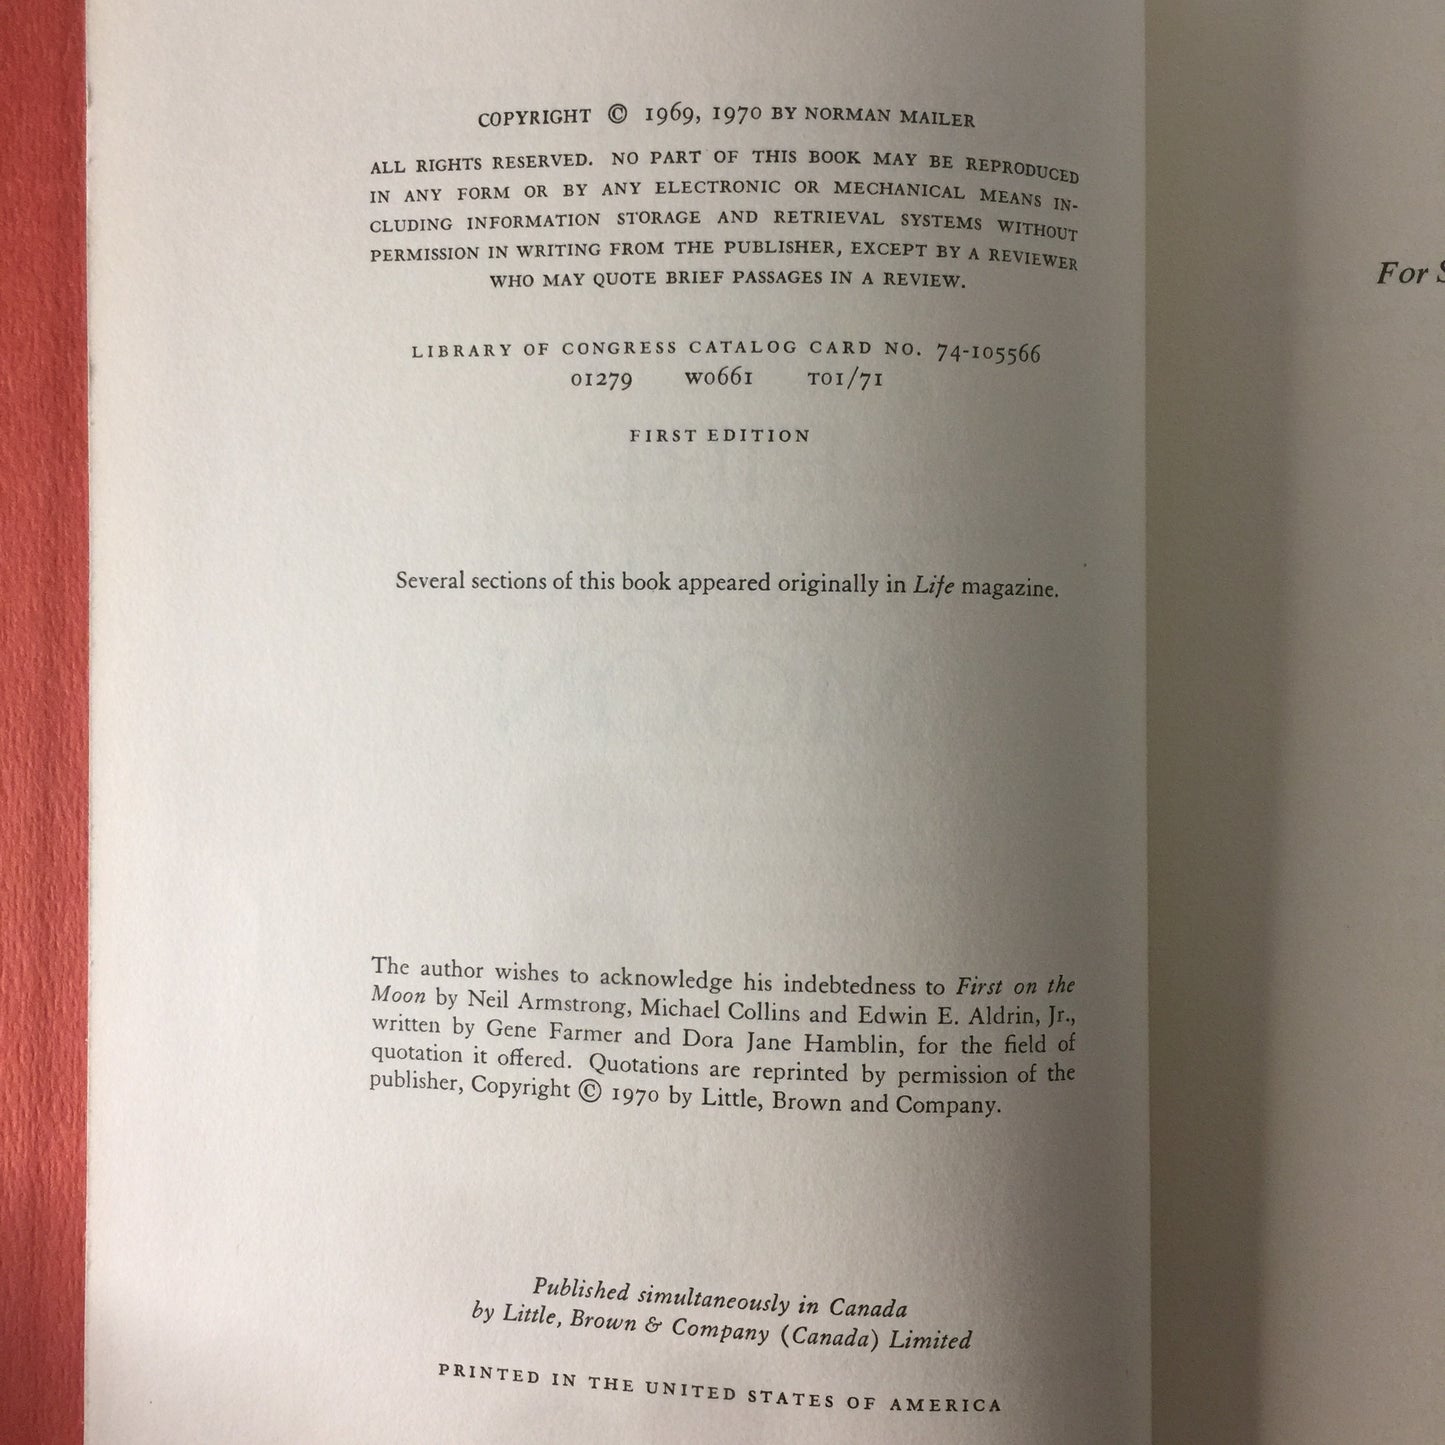 COPYRIGHT © 1969, 1970 BY NORMAN MAILER
ALL RIGHTS RESERVED. NO PART OF THIS BOOK MAY BE REPRODUCED
IN ANY FORM OR BY ANY ELECTRONIC OR MECHANICAL MEANS IN-
CLUDING INFORMATION STORAGE AND RETRIEVAL SYSTEMS WITHOUT
PERMISSION IN WRITING FROM THE PUBLISHER, EXCEPT BY A REVIEWER
WHO MAY QUOTE BRIEF PASSAGES IN A REVIEW.
LIBRARY OF CONGRESS CATALOG CARD NO. 74-105566
01279 W0661 T01/71
FIRST EDITION
Several sections of this book appeared originally in Life magazine.
The author wishes to acknowledge his indebtedness to First on the
Moon by Neil Armstrong, Michael Collins and Edwin E. Aldrin, Jr.,
written by Gene Farmer and Dora Jane Hamblin, for the field of
quotation it offered. Quotations are reprinted by permission of the
publisher, Copyright © 1970 by Little, Brown and Company.
Published simultaneously in Canada
by Little, Brown & Company (Canada) Limited
PRINTED IN THE UNITED STATES OF AMERICA
For